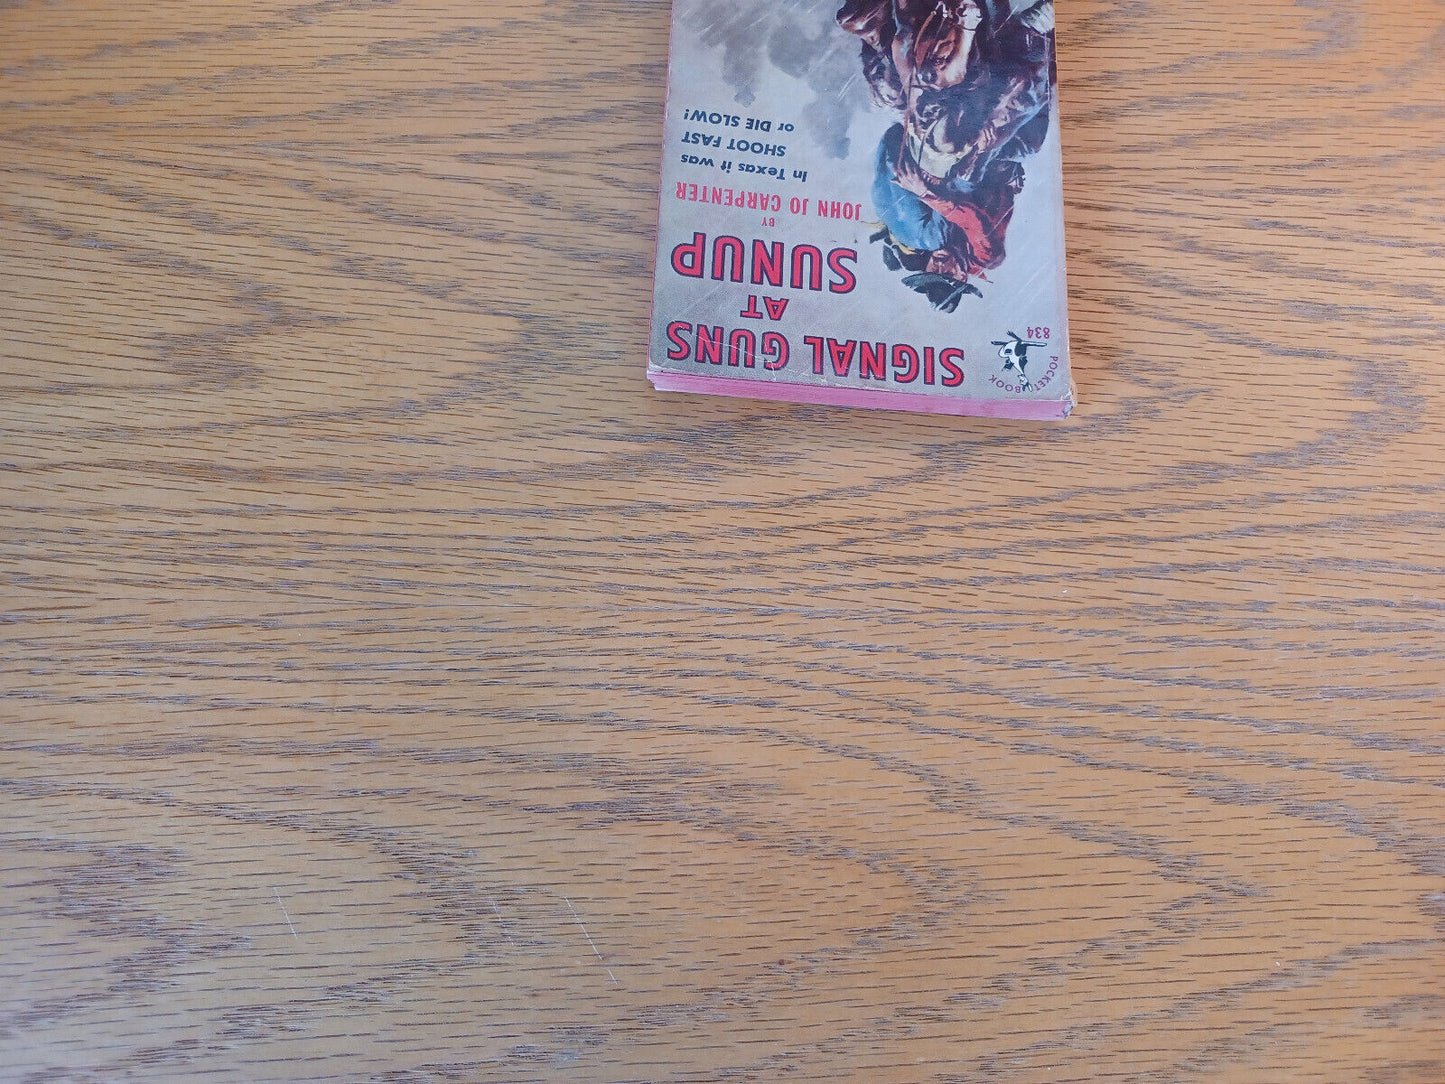 834
POCKET BOOK
SIGNAL GUNS
AT
SUNUP
BY
JOHN JO CARPENTER
In Texas it was
SHOOT FAST
or DIE SLOW!